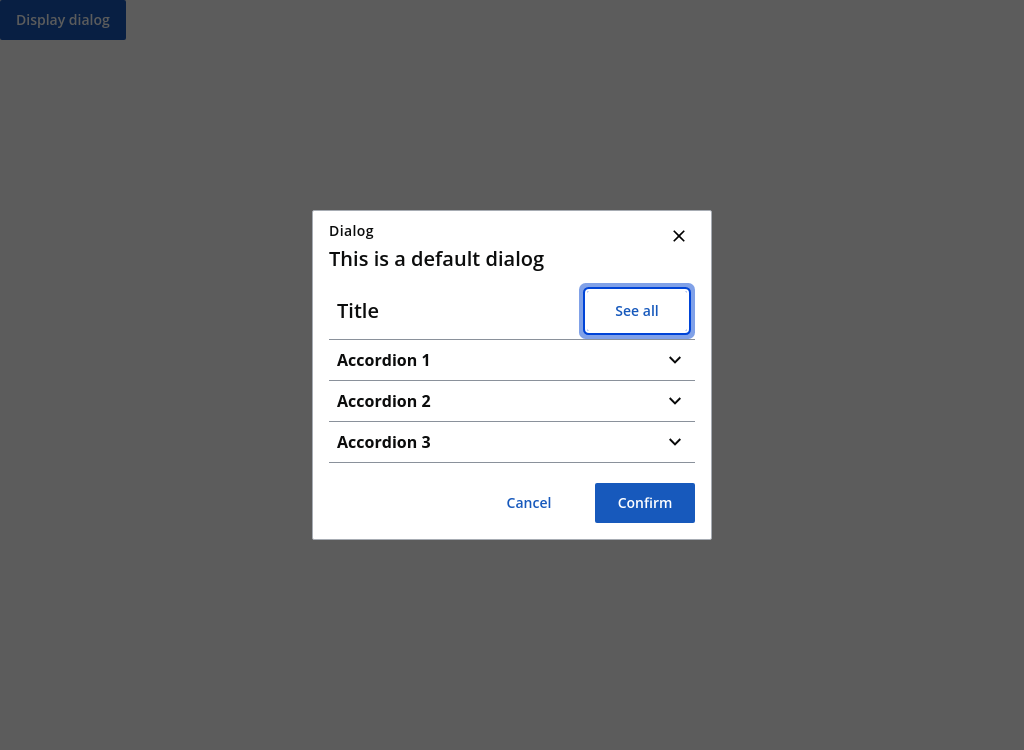 Display dialog
Dialog
This is a default dialog
Title
See all
Accordion 1
Accordion 2
Accordion 3
Cancel
Confirm